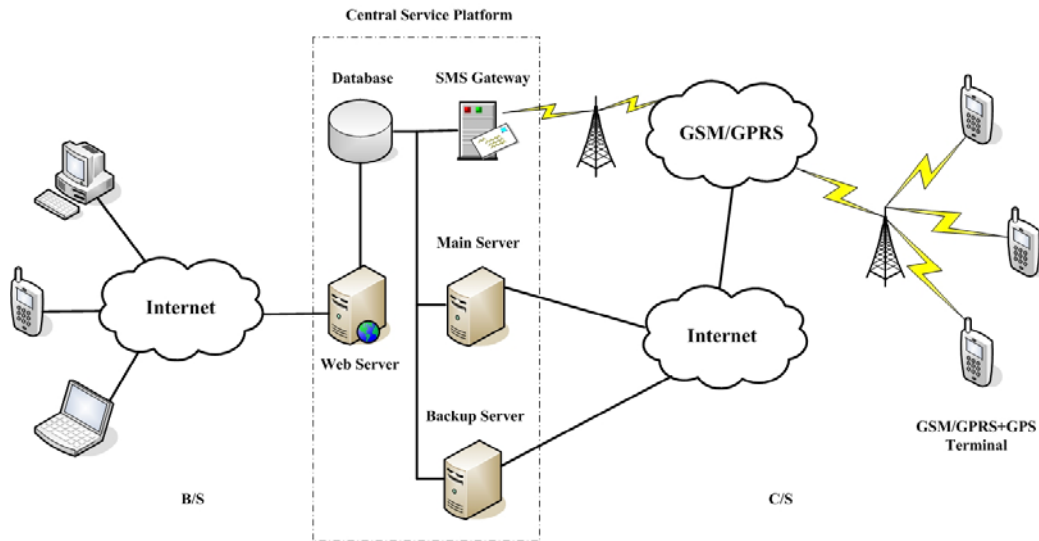 Central Service Platform
Database
SMS Gateway
GSM/GPRS
Main Server
Internet
Internet
Web Server
Backup Server
GSM/GPRS+GPS
Terminal
B/S
C/S